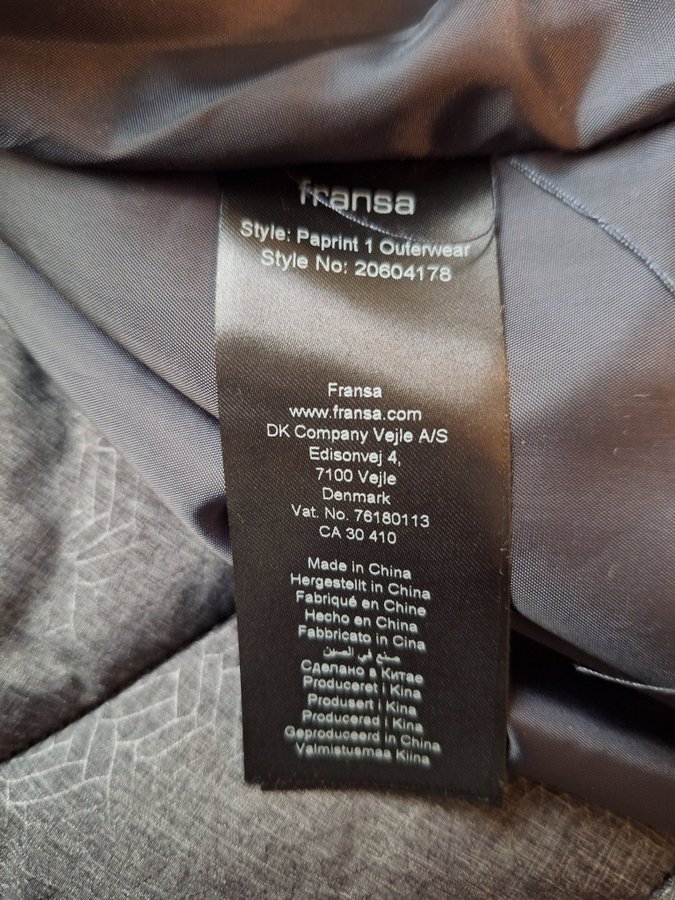 fransa
Style: Paprint 1 Outerwear
Style No: 20604178
Fransa
www.fransa.com
DK Company Vejle A/S
Edisonvej 4,
7100 Vejle
Denmark
Vat. No. 76180113
CA 30 410
Made in China
Hergestellt in China
Fabriqué en Chine
Hecho en China
Fabbricato in Cina
صنع في الصين
Сделано в Китае
Produceret i Kina
Produsert i Kina
Producerad i Kina
Geproduceerd in China
Valmistusmaa Kiina